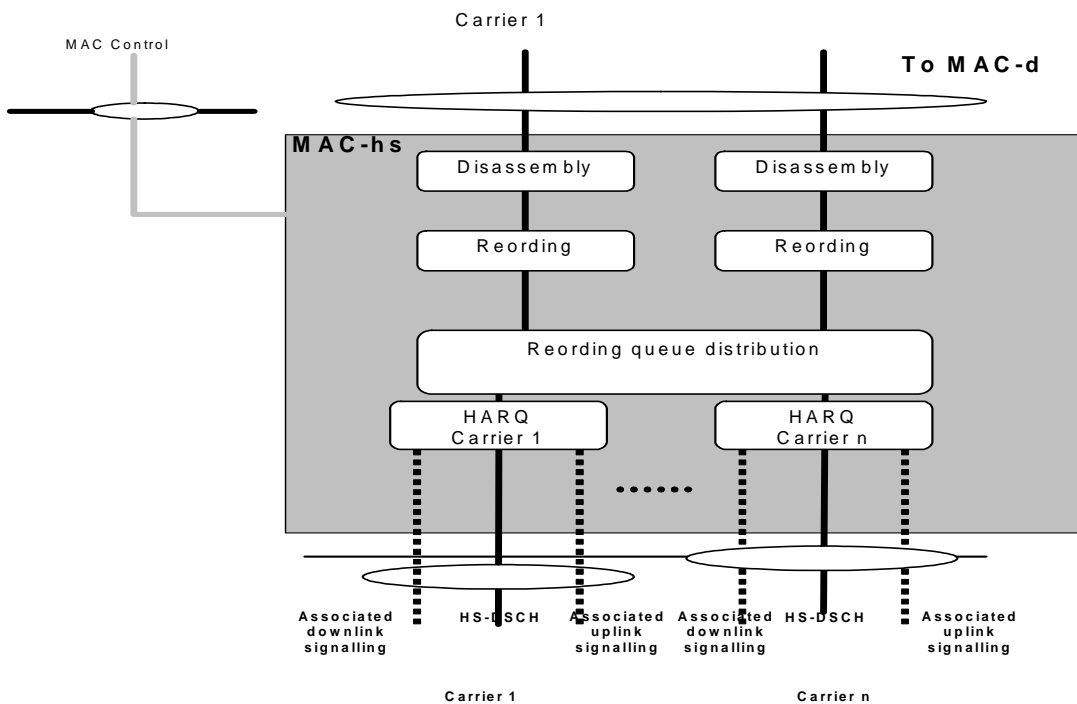 Carrier 1
MAC Control
To MAC-d
MAC-hs
Disassembly
Disassembly
Reording
Reording
Reording queue distribution
HARQ
Carrier 1
HARQ
Carrier n
Associated
downlink
signalling
HS-DSCH
Associated
uplink
signalling
Associated
downlink
signalling
HS-DSCH
Associated
uplink
signalling
Carrier 1
Carrier n